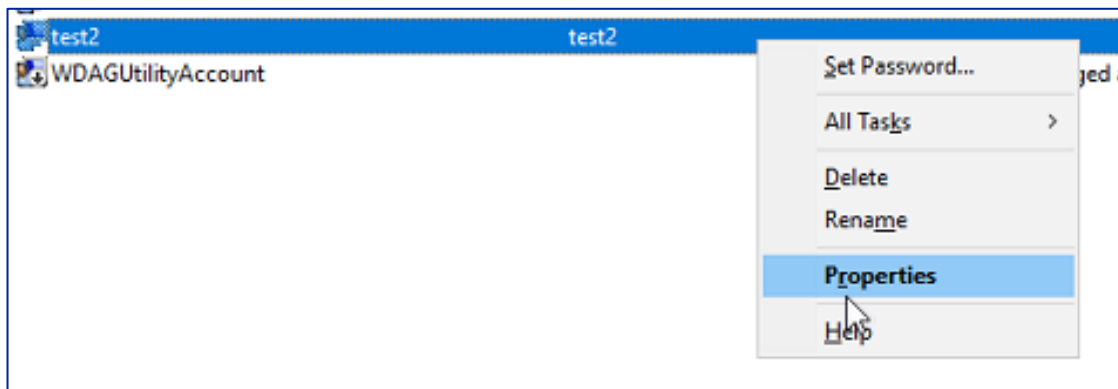 test2 test2
WDAGUtilityAccount
Set Password...
All Tasks >
Delete
Rename
Properties
Help